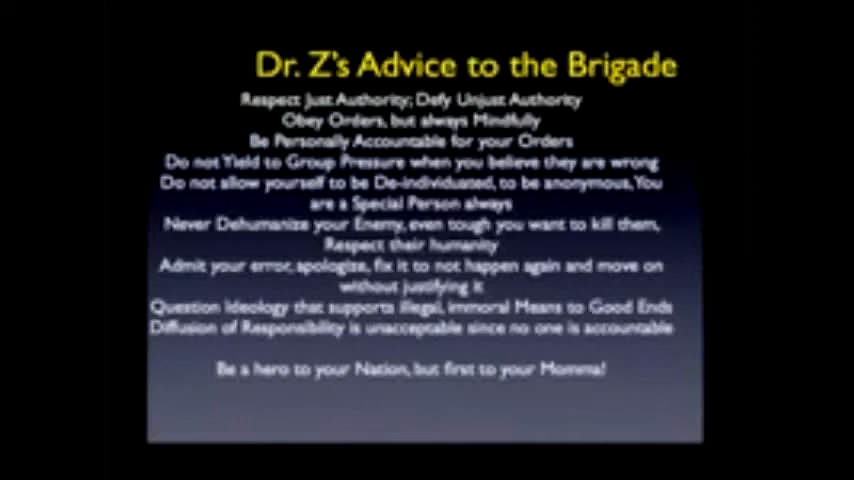 Dr. Z's Advice to the Brigade
Respect Just Authority; Defy Unjust Authority
Obey Orders, but always Mindfully
Be Personally Accountable for your Orders
Do not Yield to Group Pressure when you believe they are wrong
Do not allow yourself to be De-individuated, to be anonymous, You
are a Special Person always
Never Dehumanize your Enemy, even tough you want to kill them,
Respect their humanity
Admit your error, apologize, fix it to not happen again and move on
without justifying it
Question Ideology that supports illegal, immoral Means to Good Ends
Diffusion of Responsibility is unacceptable since no one is accountable
Be a hero to your Nation, but first to your Momma!